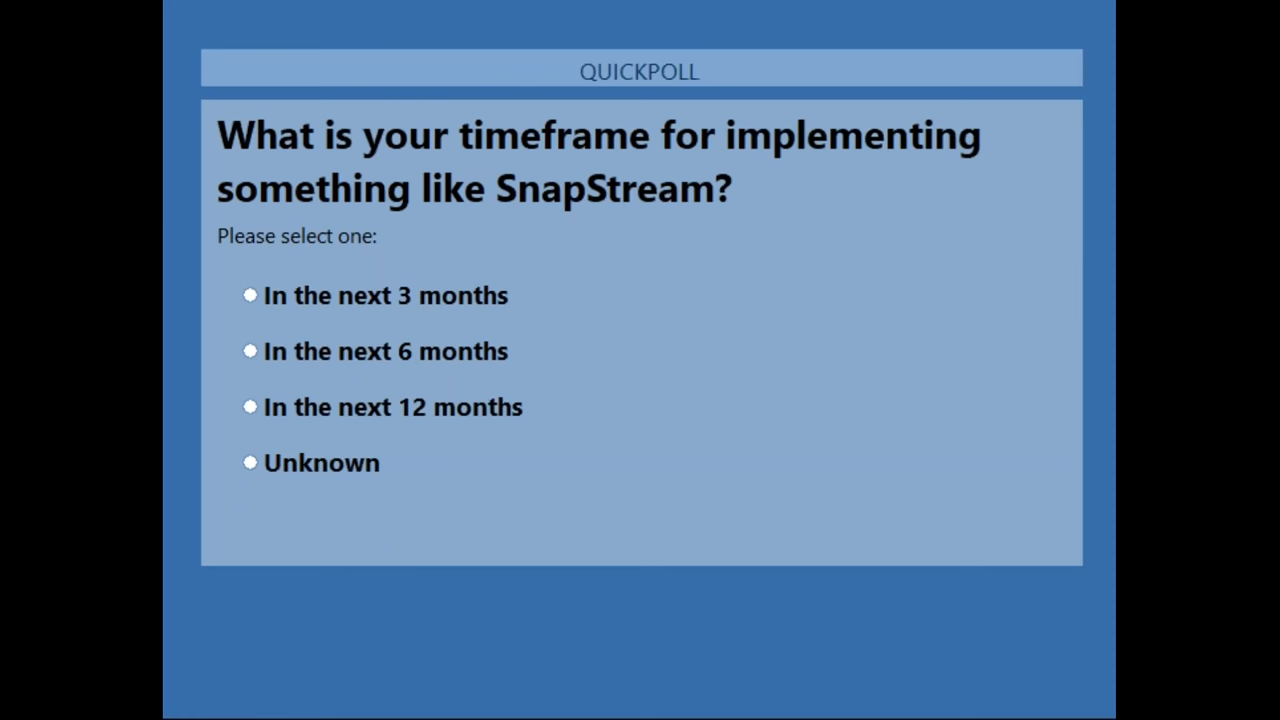 QUICKPOLL
What is your timeframe for implementing
something like SnapStream?
Please select one:
In the next 3 months
In the next 6 months
In the next 12 months
Unknown